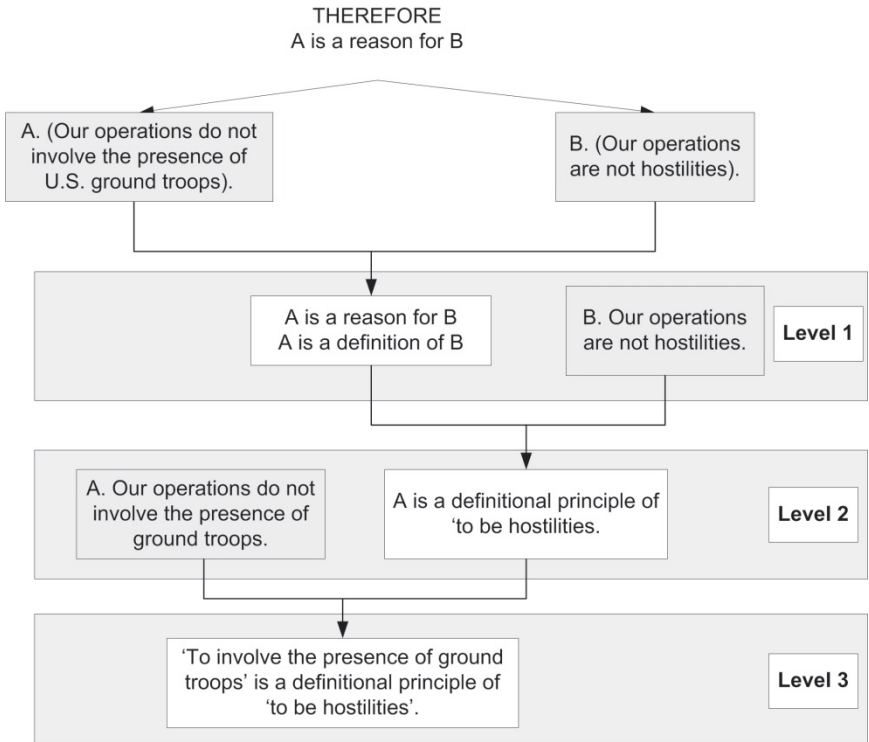 THEREFORE
A is a reason for B
A. (Our operations do not
involve the presence of
U.S. ground troops).
B. (Our operations
are not hostilities).
A is a reason for B
A is a definition of B
B. Our operations
are not hostilities.
Level 1
A. Our operations do not
involve the presence of
ground troops.
A is a definitional principle of
‘to be hostilities.
Level 2
‘To involve the presence of ground
troops’ is a definitional principle of
‘to be hostilities’.
Level 3